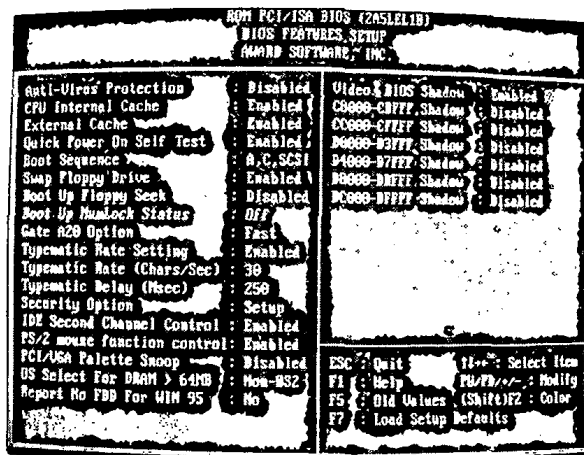 ROM PCI/ISA BIOS (2A5LEL1B)
BIOS FEATURES SETUP
AWARD SOFTWARE, INC.
Anti-Virus Protection : Disabled
CPU Internal Cache : Enabled
External Cache : Enabled
Quick Power On Self Test : Enabled
Boot Sequence : A,C,SCSI
Swap Floppy Drive : Enabled
Boot Up Floppy Seek : Disabled
Boot Up NumLock Status : Off
Gate A20 Option : Fast
Typematic Rate Setting : Enabled
Typematic Rate (Chars/Sec) : 30
Typematic Delay (Msec) : 250
Security Option : Setup
IDE Second Channel Control : Enabled
PS/2 mouse function control: Enabled
PCI/VGA Palette Snoop : Disabled
OS Select For DRAM > 64MB : Non-OS2
Report No FDD For WIN 95 : No
Video BIOS Shadow : Enabled
C8000-CBFFF Shadow : Disabled
CC000-CFFFF Shadow : Disabled
D0000-D3FFF Shadow : Disabled
D4000-D7FFF Shadow : Disabled
D8000-DBFFF Shadow : Disabled
DC000-DFFFF Shadow : Disabled
ESC : Quit ↑↓→← : Select Item
F1 : Help PU/PD/+/- : Modify
F5 : Old Values (Shift)F2 : Color
F7 : Load Setup Defaults